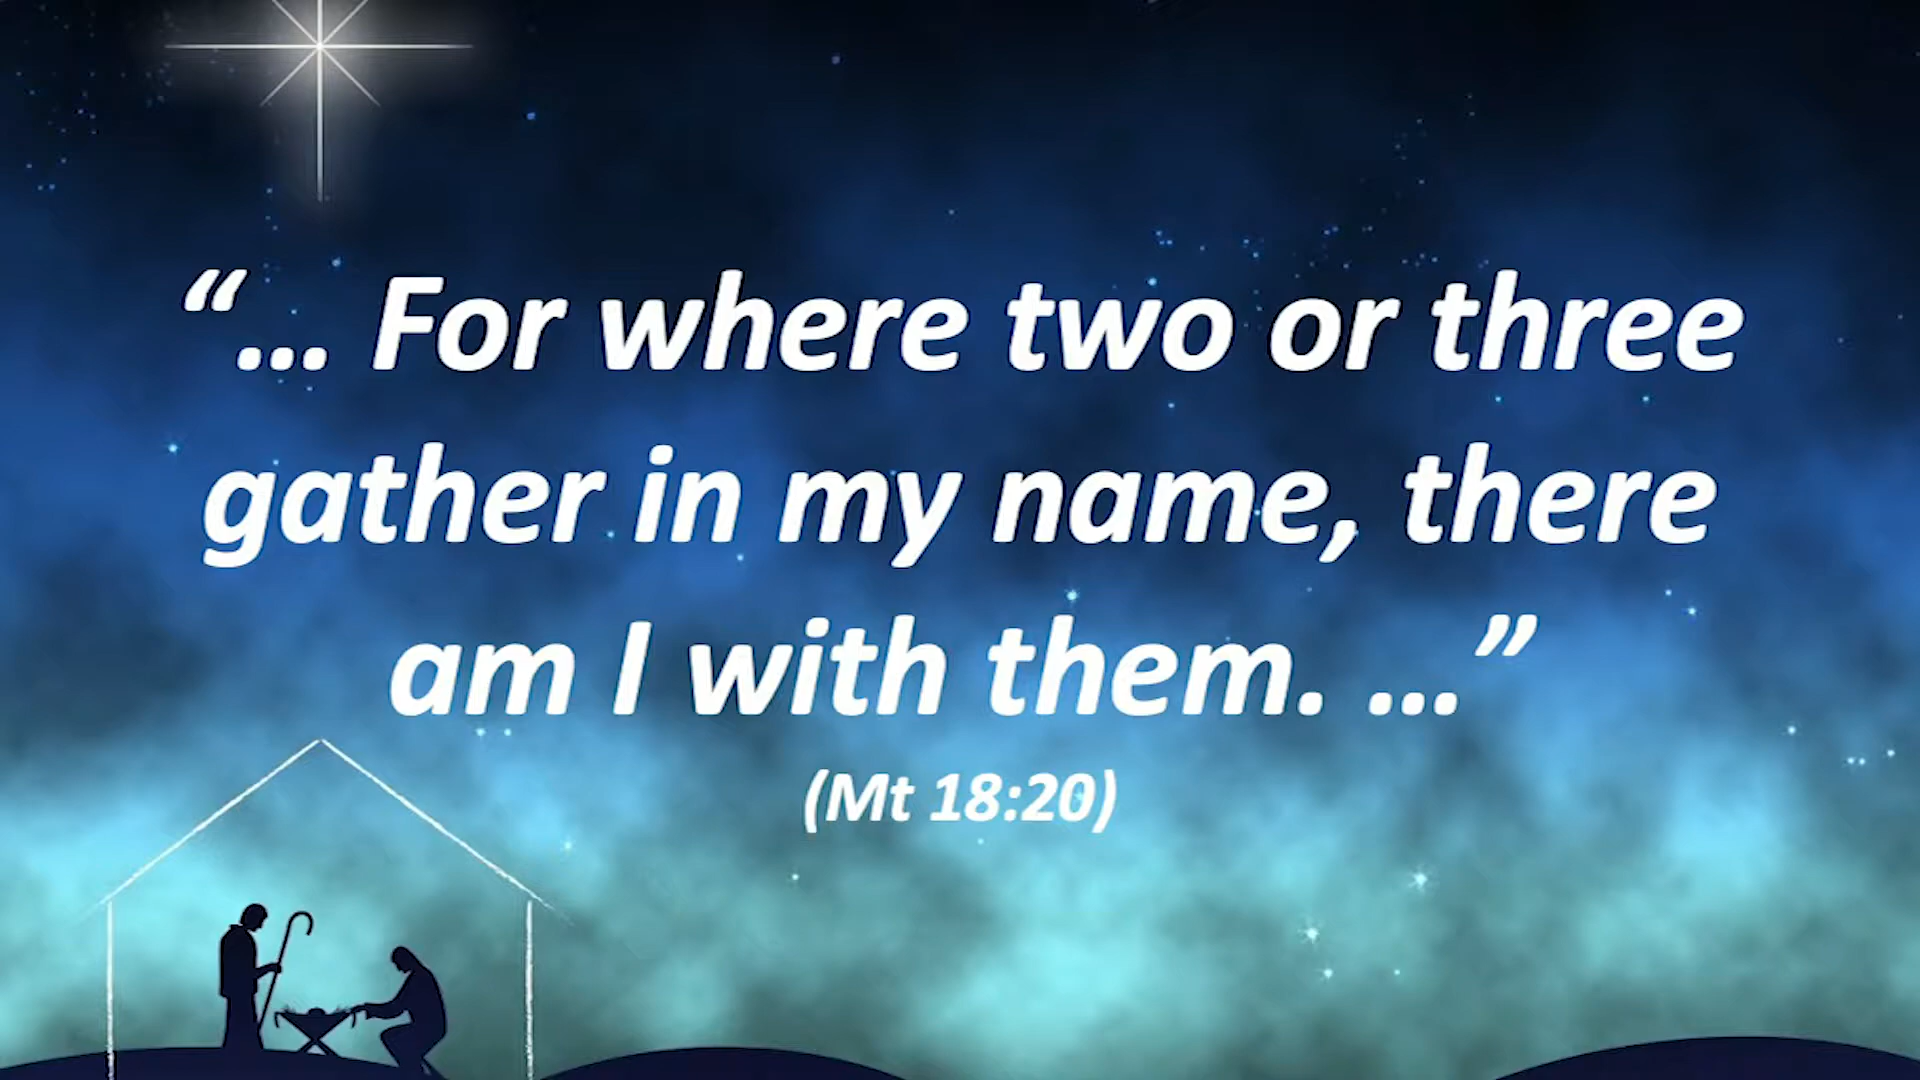 “... For where two or three
gather in my name, there
am I with them. ...”
(Mt 18:20)